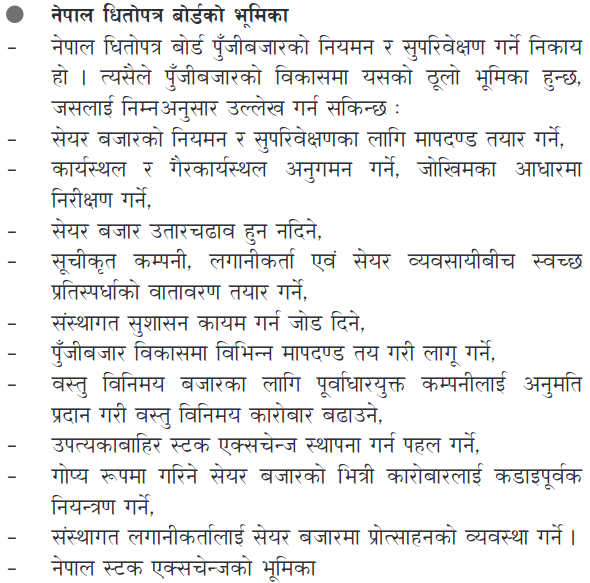 ● नेपाल धितोपत्र बोर्डको भूमिका
– नेपाल धितोपत्र बोर्ड पुँजीबजारको नियमन र सुपरिवेक्षण गर्ने निकाय
हो । त्यसैले पुँजीबजारको विकासमा यसको ठूलो भूमिका हुन्छ,
जसलाई निम्नअनुसार उल्लेख गर्न सकिन्छ :
– सेयर बजारको नियमन र सुपरिवेक्षणका लागि मापदण्ड तयार गर्ने,
– कार्यस्थल र गैरकार्यस्थल अनुगमन गर्ने, जोखिमका आधारमा
निरीक्षण गर्ने,
– सेयर बजार उतारचढाव हुन नदिने,
– सूचीकृत कम्पनी, लगानीकर्ता एवं सेयर व्यवसायीबीच स्वच्छ
प्रतिस्पर्धाको वातावरण तयार गर्ने,
– संस्थागत सुशासन कायम गर्न जोड दिने,
– पुँजीबजार विकासमा विभिन्न मापदण्ड तय गरी लागू गर्ने,
– वस्तु विनिमय बजारका लागि पूर्वाधारयुक्त कम्पनीलाई अनुमति
प्रदान गरी वस्तु विनिमय कारोबार बढाउने,
– उपत्यकाबाहिर स्टक एक्सचेन्ज स्थापना गर्न पहल गर्ने,
– गोप्य रूपमा गरिने सेयर बजारको भित्री कारोबारलाई कडाइपूर्वक
नियन्त्रण गर्ने,
– संस्थागत लगानीकर्तालाई सेयर बजारमा प्रोत्साहनको व्यवस्था गर्ने ।
– नेपाल स्टक एक्सचेन्जको भूमिका